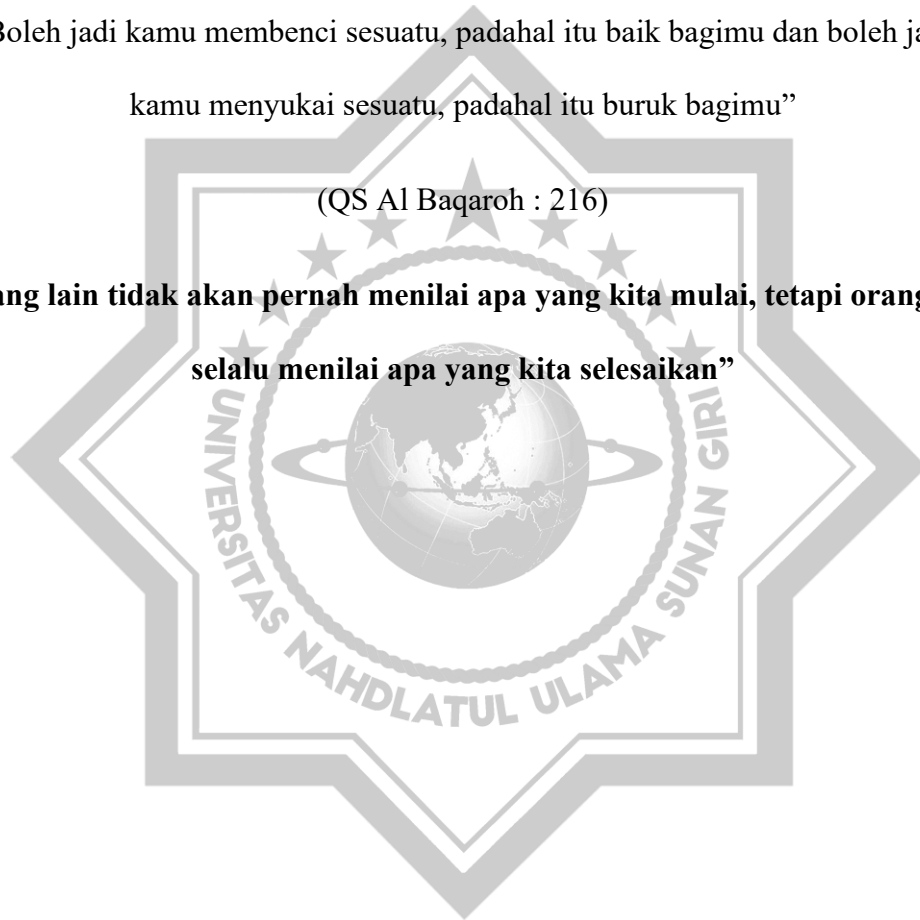 Boleh jadi kamu membenci sesuatu, padahal itu baik bagimu dan boleh
kamu menyukai sesuatu, padahal itu buruk bagimu”
(QS Al Baqaroh : 216)
lain tidak akan pernah menilai apa yang kita mulai, tetapi orang
selalu menilai apa yang kita selesaikan”
UNIVERSITAS NAHDLATUL ULAMA SUNAN GIRI